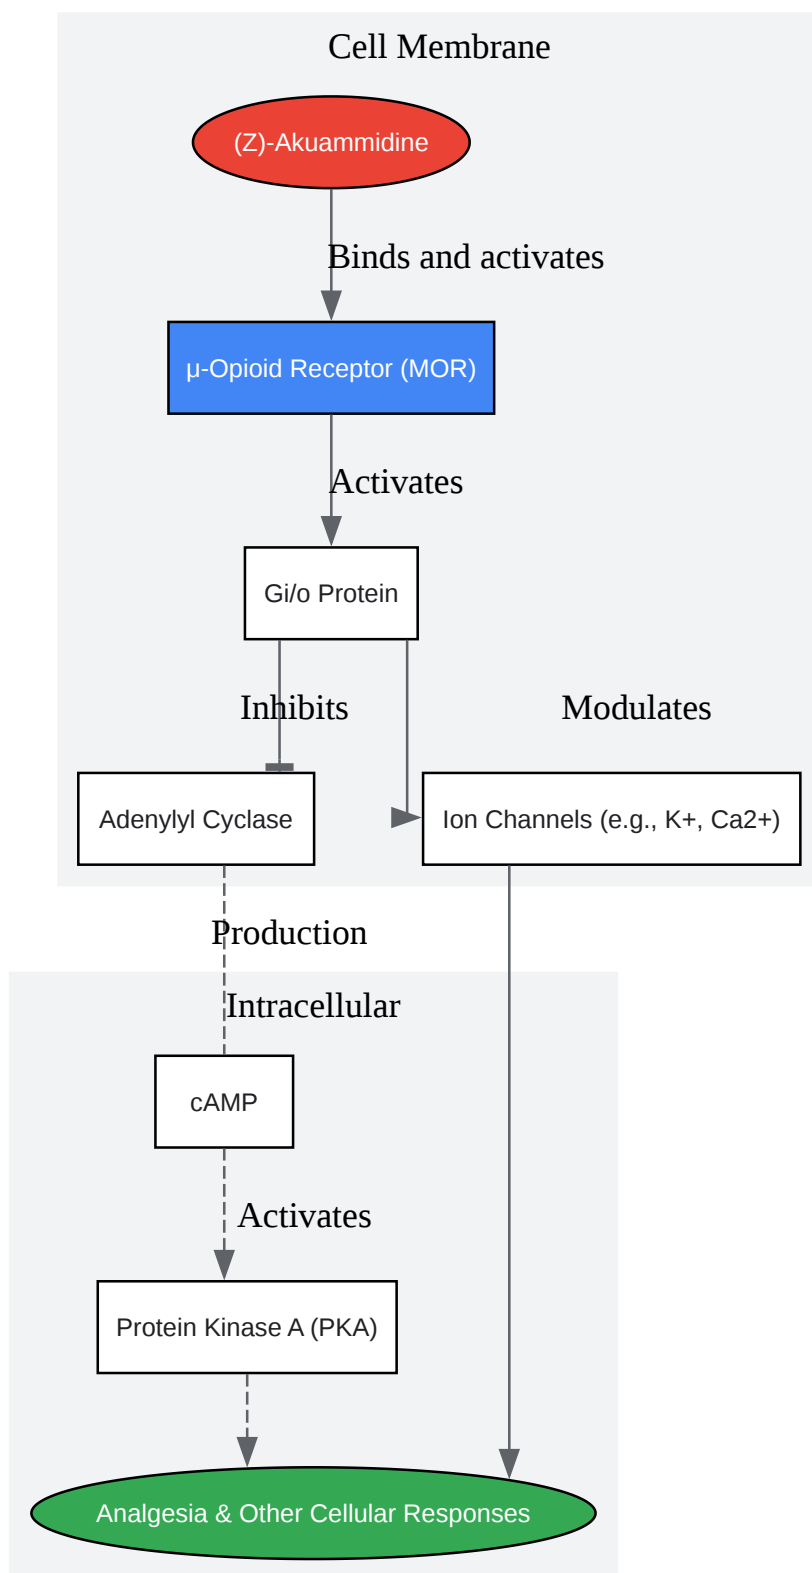 Cell Membrane
(Z)-Akuammidine
Binds and activates
μ-Opioid Receptor (MOR)
Activates
Gi/o Protein
Inhibits
Modulates
Adenylyl Cyclase
Ion Channels (e.g., K+, Ca2+)
Production
Intracellular
cAMP
Activates
Protein Kinase A (PKA)
Analgesia & Other Cellular Responses